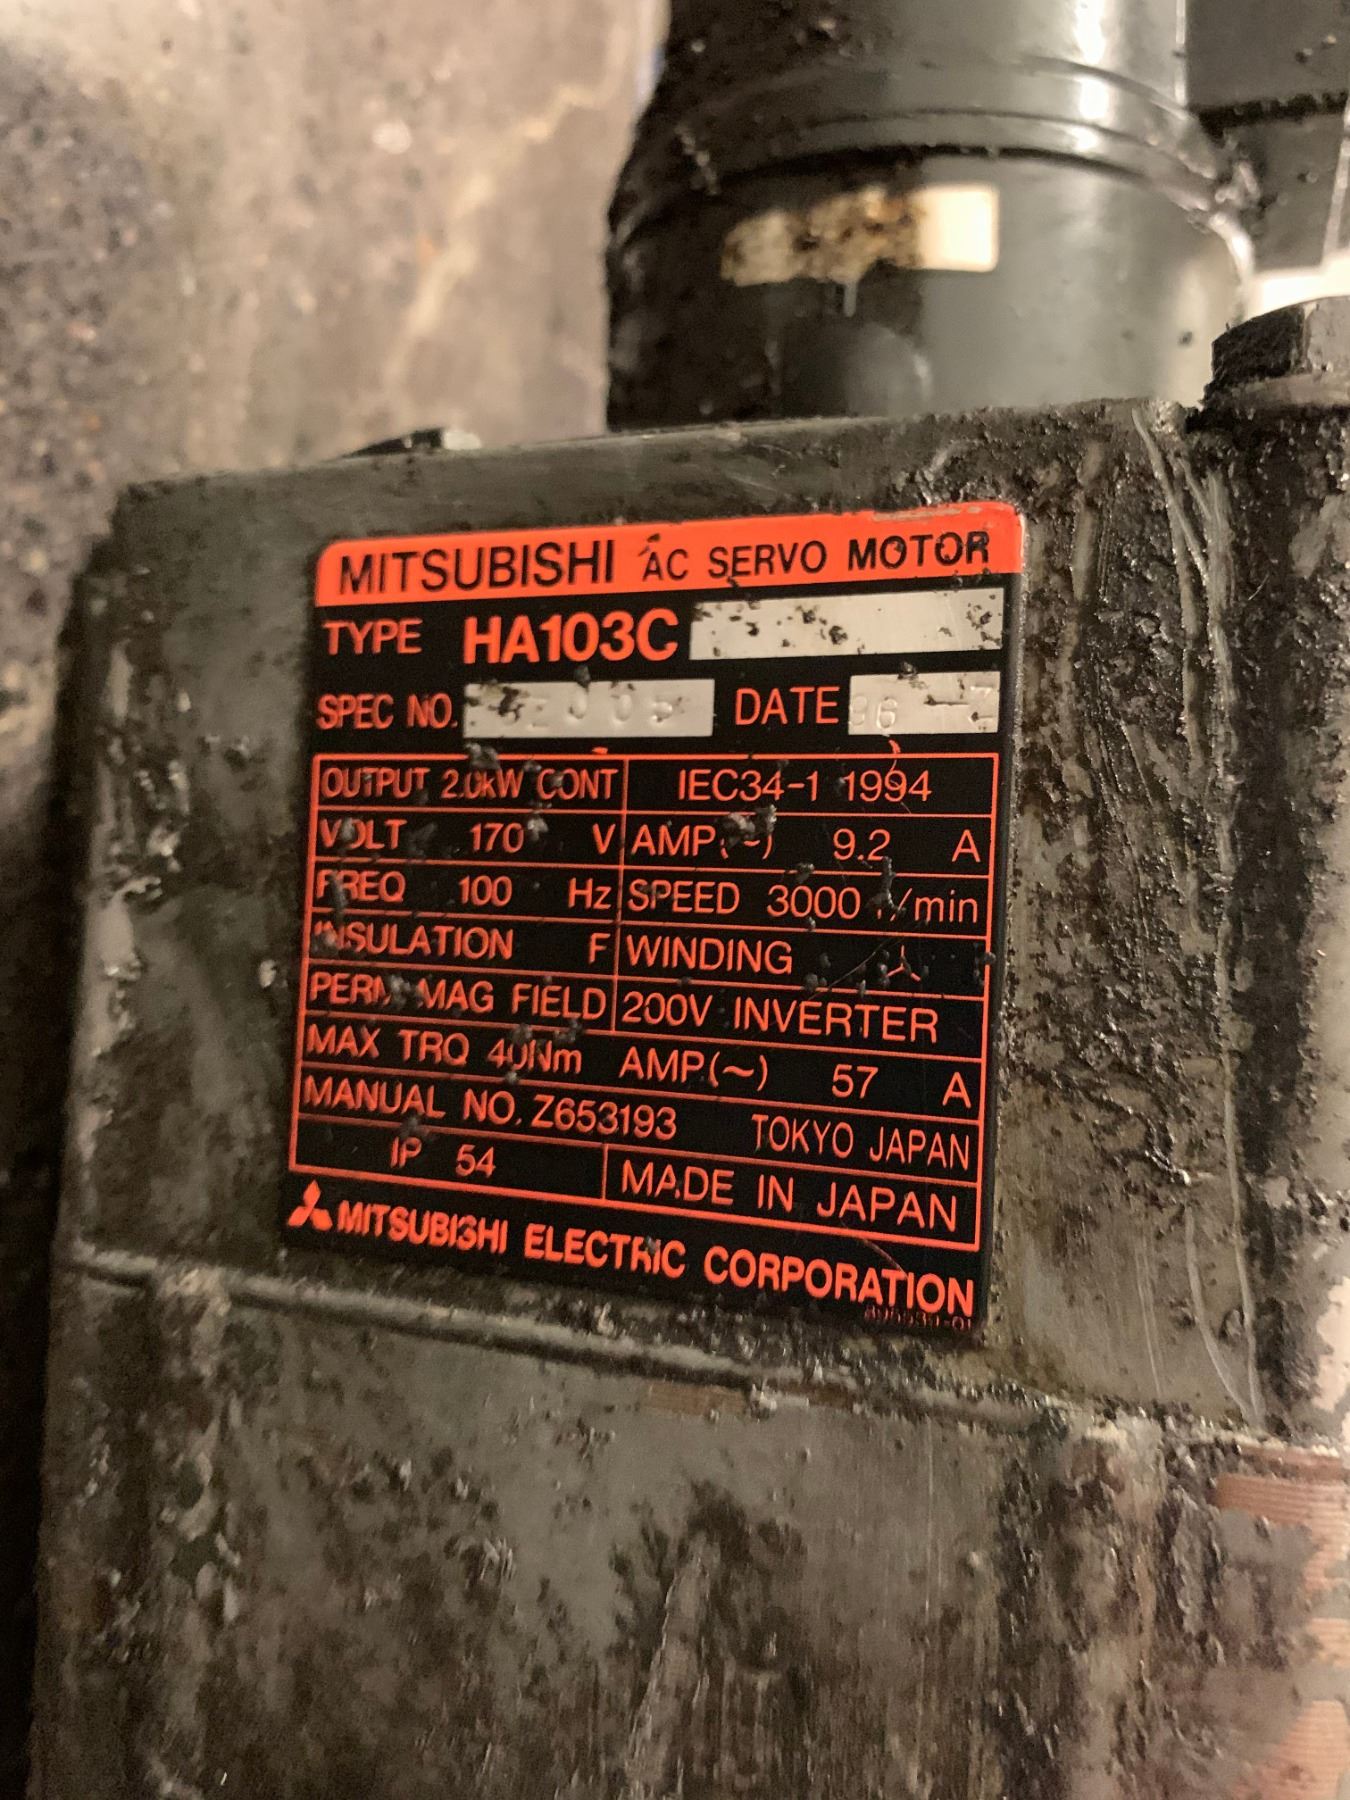 MITSUBISHI AC SERVO MOTOR
TYPE HA103C
SPEC NO. DATE
OUTPUT 2.0kW CONT IEC34-1 1994
VOLT 170 V AMP(~) 9.2 A
FREQ 100 Hz SPEED 3000 r/min
INSULATION F WINDING
PERM MAG FIELD 200V INVERTER
MAX TRQ 40Nm AMP(~) 57 A
MANUAL NO. Z653193 TOKYO JAPAN
IP 54 MADE IN JAPAN
MITSUBISHI ELECTRIC CORPORATION